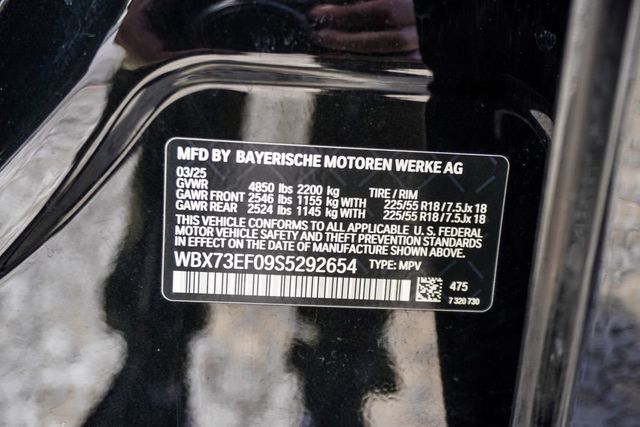 MFD BY BAYERISCHE MOTOREN WERKE AG
03/25
GVWR 4850 lbs 2200 kg TIRE / RIM
GAWR FRONT 2546 lbs 1155 kg WITH 225/55 R18 / 7.5Jx 18
GAWR REAR 2524 lbs 1145 kg WITH 225/55 R18 / 7.5Jx 18
THIS VEHICLE CONFORMS TO ALL APPLICABLE U. S. FEDERAL
MOTOR VEHICLE SAFETY AND THEFT PREVENTION STANDARDS
IN EFFECT ON THE DATE OF MANUFACTURE SHOWN ABOVE.
WBX73EF09S5292654 TYPE: MPV
475
7 320 730